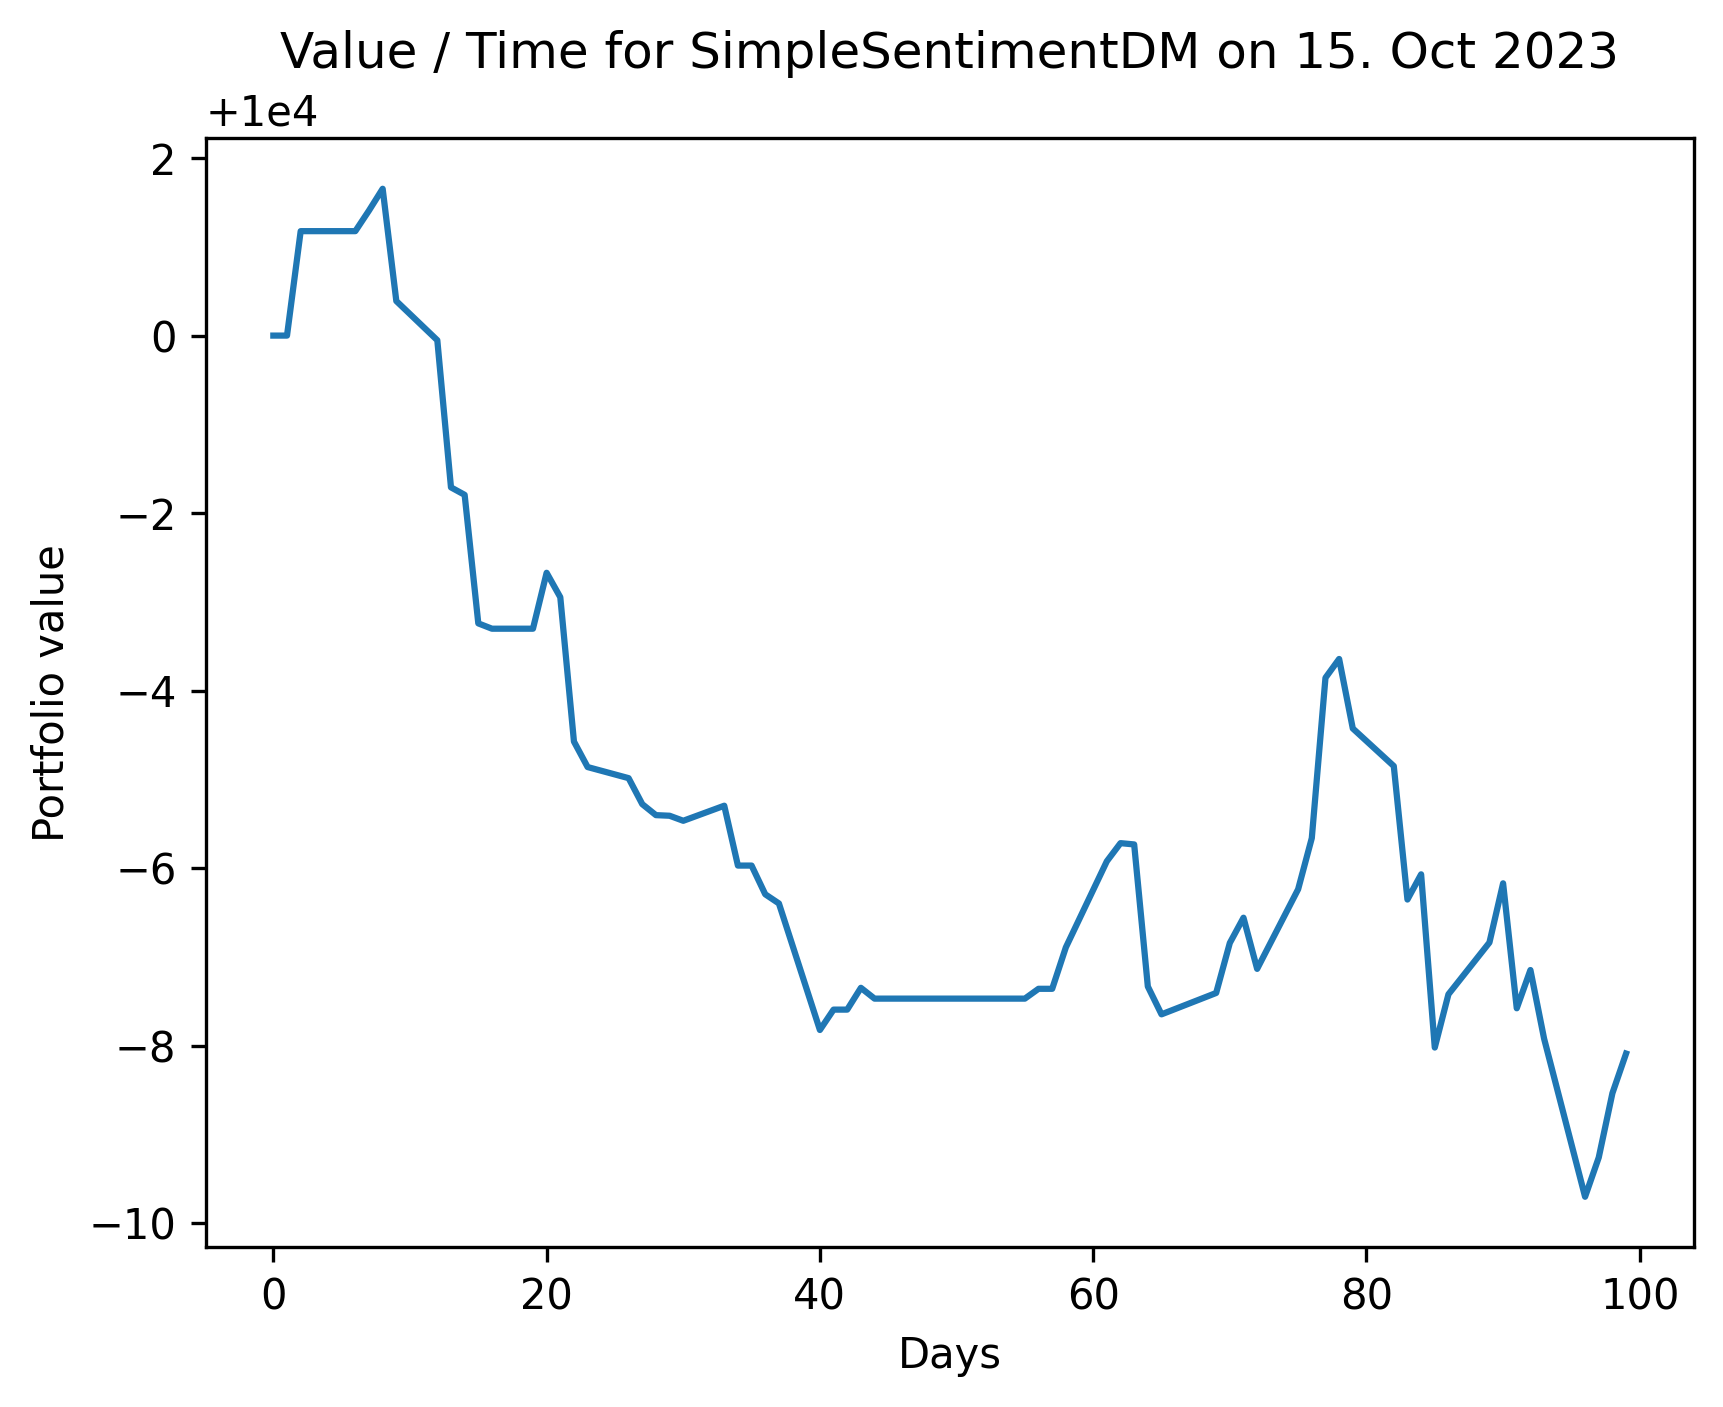 Value / Time for SimpleSentimentDM on 15. Oct 2023
+1e4
2
0
−2
−4
−6
−8
−10
Portfolio value
0 20 40 60 80 100
Days